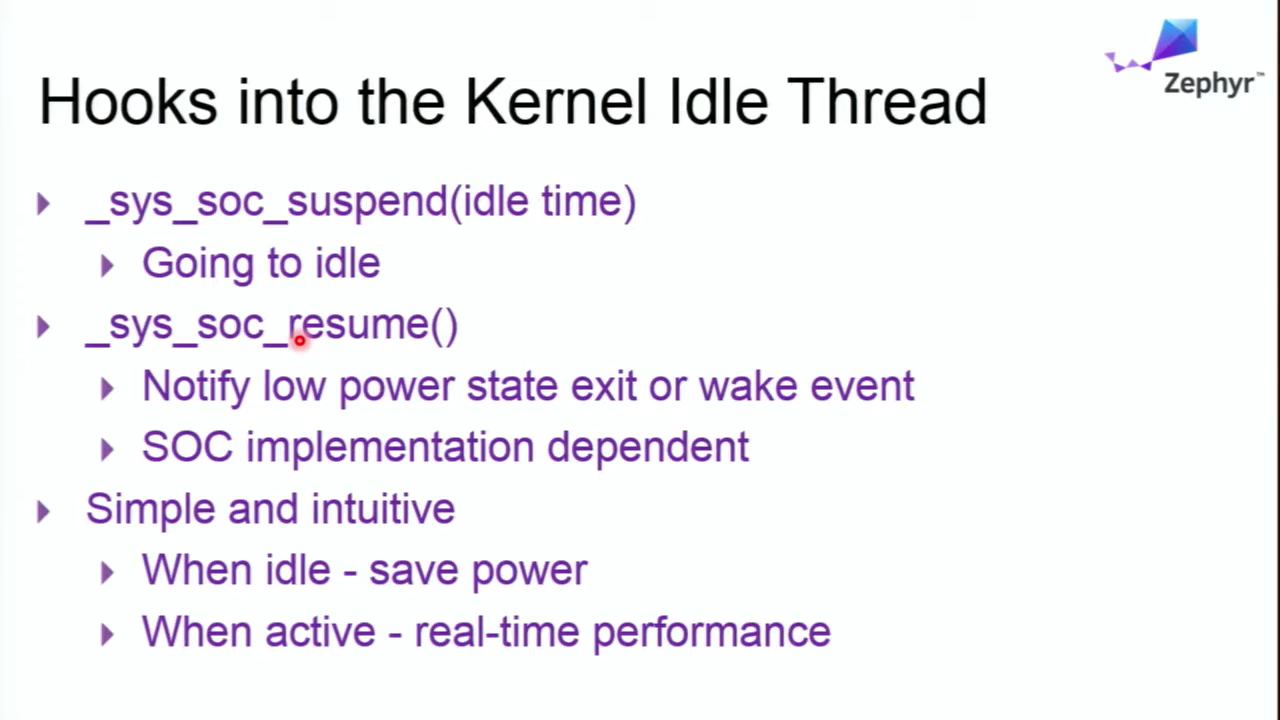 Zephyr™
Hooks into the Kernel Idle Thread
_sys_soc_suspend(idle time)
Going to idle
_sys_soc_resume()
Notify low power state exit or wake event
SOC implementation dependent
Simple and intuitive
When idle - save power
When active - real-time performance